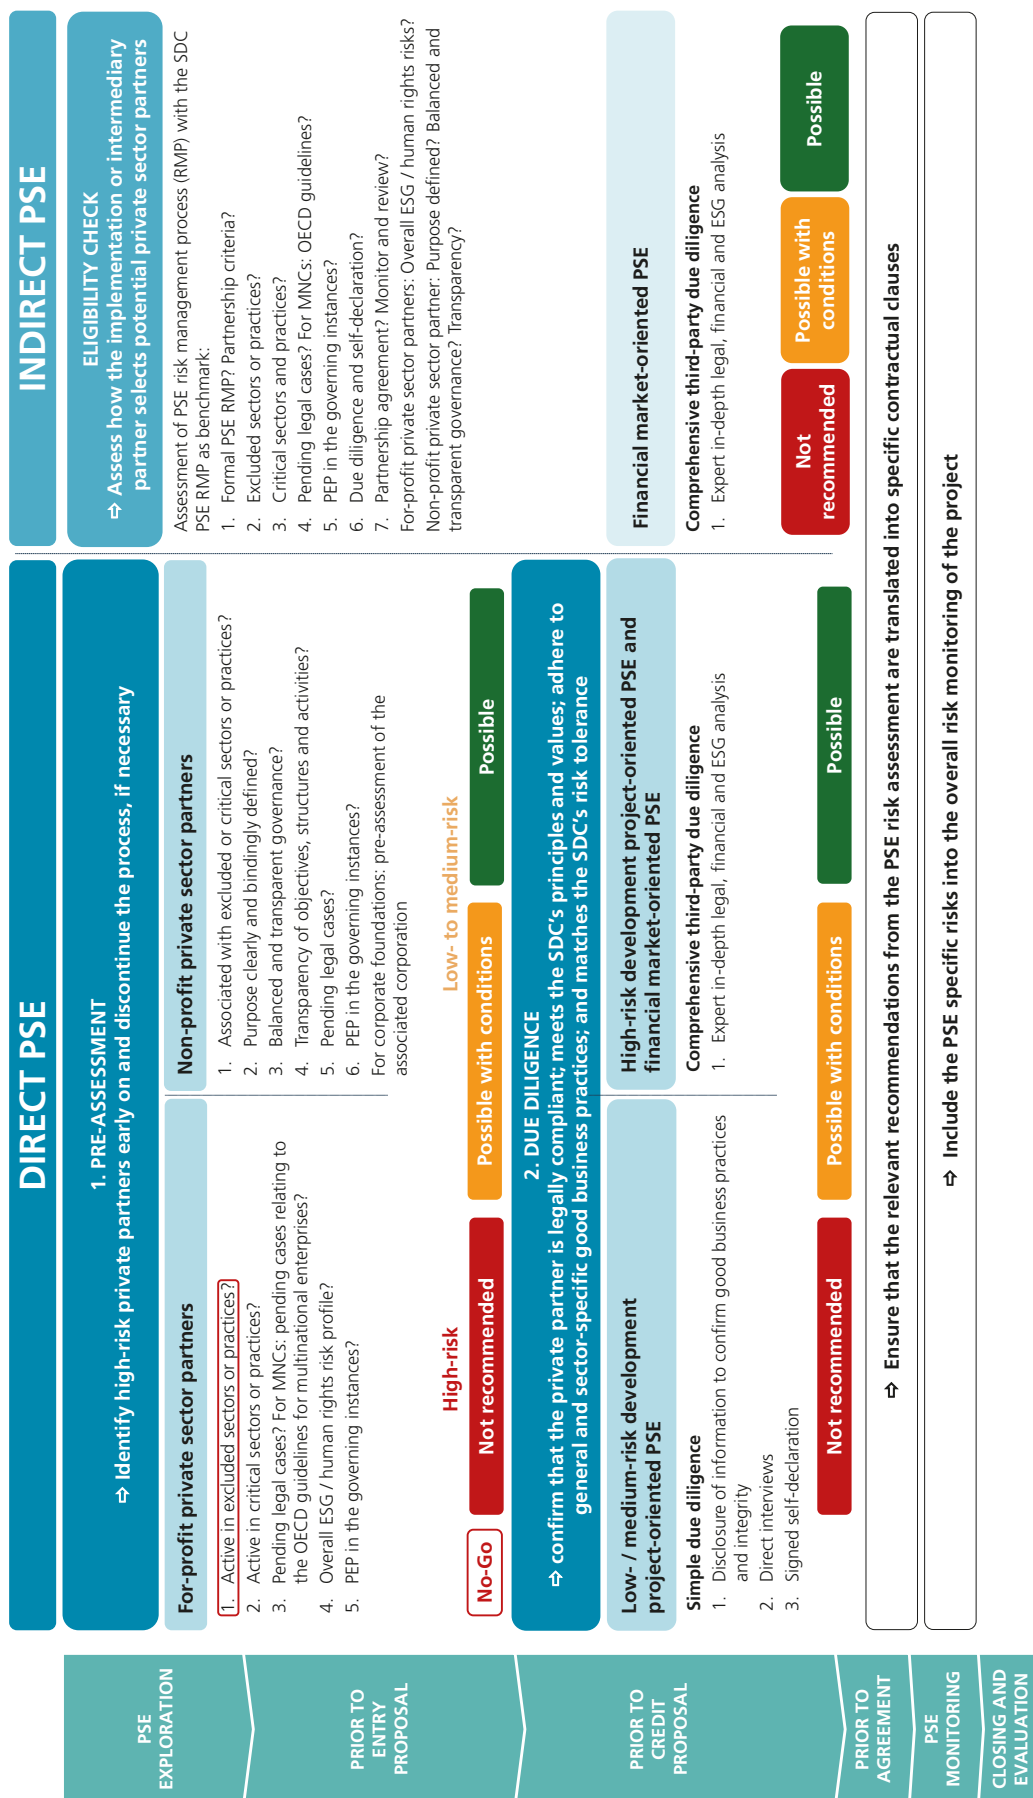 DIRECT PSE
1. PRE-ASSESSMENT
⇨ Identify high-risk private partners early on and discontinue the process, if necessary
For-profit private sector partners
1. Active in excluded sectors or practices?
2. Active in critical sectors or practices?
3. Pending legal cases? For MNCs: pending cases relating to
the OECD guidelines for multinational enterprises?
4. Overall ESG / human rights risk profile?
5. PEP in the governing instances?
Non-profit private sector partners
1. Associated with excluded or critical sectors or practices?
2. Purpose clearly and bindingly defined?
3. Balanced and transparent governance?
4. Transparency of objectives, structures and activities?
5. Pending legal cases?
6. PEP in the governing instances?
For corporate foundations: pre-assessment of the
associated corporation
High-risk
Low- to medium-risk
No-Go
Not recommended
Possible with conditions
Possible
2. DUE DILIGENCE
⇨ confirm that the private partner is legally compliant; meets the SDC's principles and values; adhere to
general and sector-specific good business practices; and matches the SDC's risk tolerance
Low- / medium-risk development
project-oriented PSE
Simple due diligence
1. Disclosure of information to confirm good business practices
and integrity
2. Direct interviews
3. Signed self-declaration
High-risk development project-oriented PSE and
financial market-oriented PSE
Comprehensive third-party due diligence
1. Expert in-depth legal, financial and ESG analysis
Not recommended
Possible with conditions
Possible
INDIRECT PSE
ELIGIBILITY CHECK
⇨ Assess how the implementation or intermediary
partner selects potential private sector partners
Assessment of PSE risk management process (RMP) with the SDC
PSE RMP as benchmark:
1. Formal PSE RMP? Partnership criteria?
2. Excluded sectors or practices?
3. Critical sectors and practices?
4. Pending legal cases? For MNCs: OECD guidelines?
5. PEP in the governing instances?
6. Due diligence and self-declaration?
7. Partnership agreement? Monitor and review?
For-profit private sector partners: Overall ESG / human rights risks?
Non-profit private sector partner: Purpose defined? Balanced and
transparent governance? Transparency?
Financial market-oriented PSE
Comprehensive third-party due diligence
1. Expert in-depth legal, financial and ESG analysis
Not
recommended
Possible with
conditions
Possible
⇨ Ensure that the relevant recommendations from the PSE risk assessment are translated into specific contractual clauses
⇨ Include the PSE specific risks into the overall risk monitoring of the project
PSE
EXPLORATION
PRIOR TO
ENTRY
PROPOSAL
PRIOR TO
CREDIT
PROPOSAL
PRIOR TO
AGREEMENT
PSE
MONITORING
CLOSING AND
EVALUATION